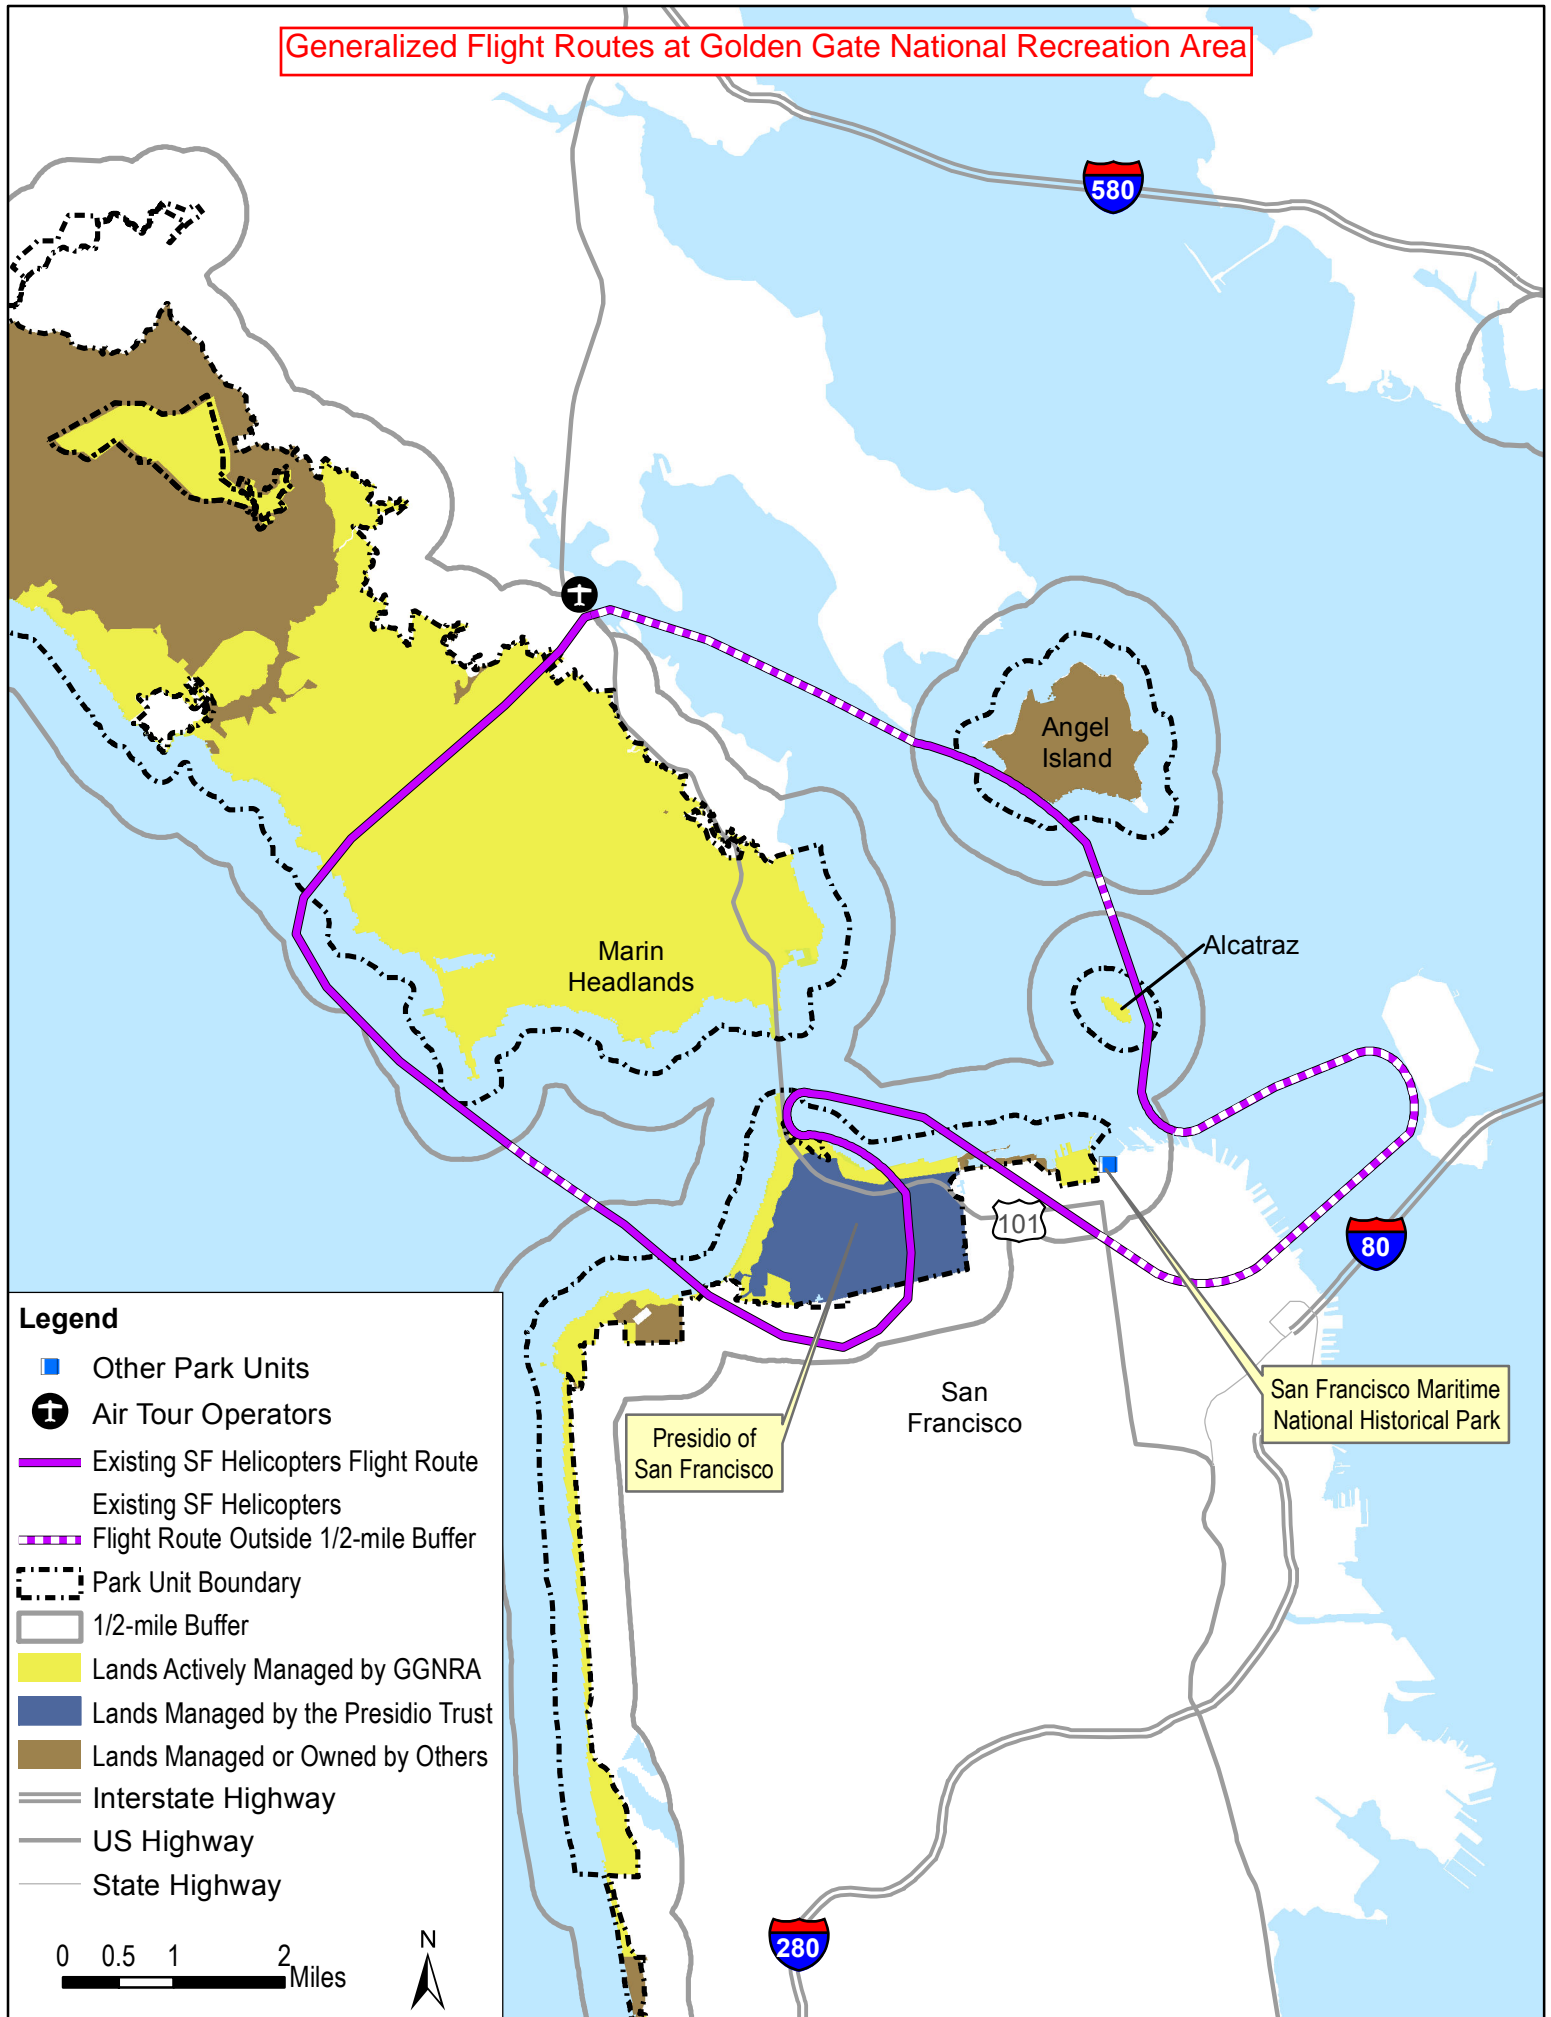 Generalized Flight Routes at Golden Gate National Recreation Area
580
Angel
Island
Alcatraz
Marin
Headlands
101
80
San
Francisco
San Francisco Maritime
National Historical Park
Presidio of
San Francisco
280
Legend
Other Park Units
Air Tour Operators
Existing SF Helicopters Flight Route
Existing SF Helicopters
Flight Route Outside 1/2-mile Buffer
Park Unit Boundary
1/2-mile Buffer
Lands Actively Managed by GGNRA
Lands Managed by the Presidio Trust
Lands Managed or Owned by Others
Interstate Highway
US Highway
State Highway
0 0.5 1 2
Miles
N